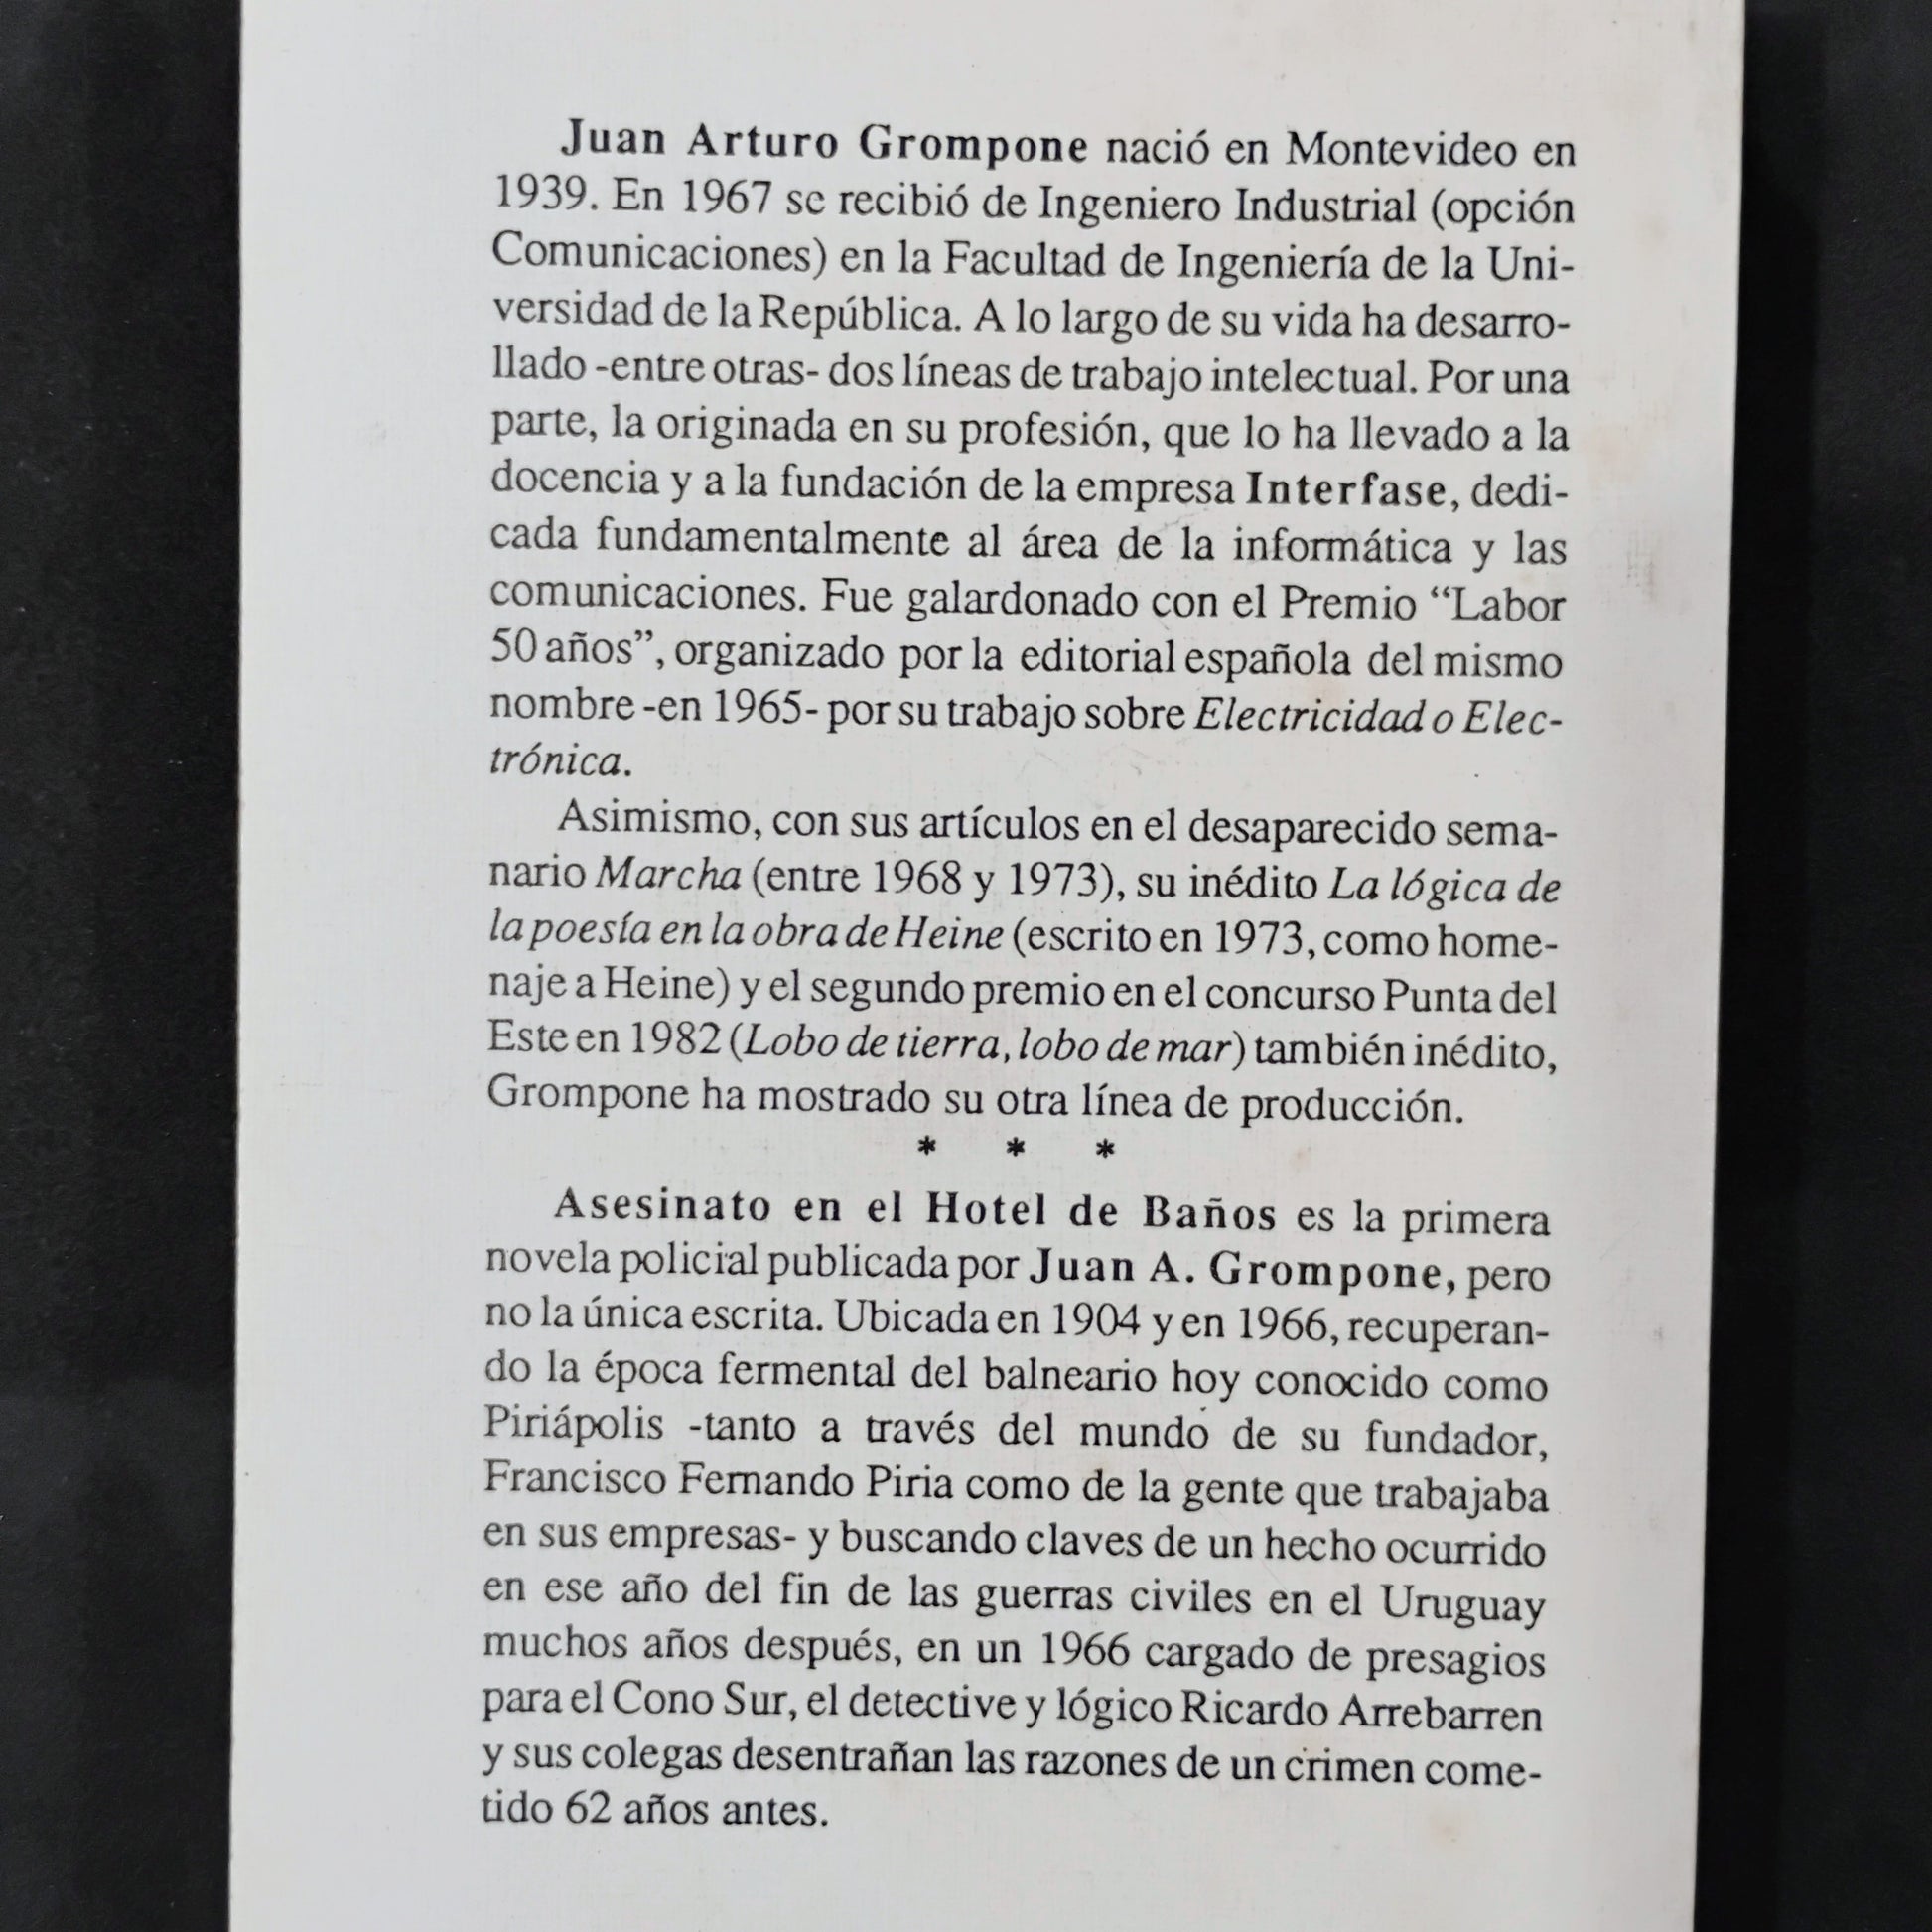 Juan Arturo Grompone nació en Montevideo en
1939. En 1967 se recibió de Ingeniero Industrial (opción
Comunicaciones) en la Facultad de Ingeniería de la Uni-
versidad de la República. A lo largo de su vida ha desarro-
llado -entre otras- dos líneas de trabajo intelectual. Por una
parte, la originada en su profesión, que lo ha llevado a la
docencia y a la fundación de la empresa Interfase, dedi-
cada fundamentalmente al área de la informática y las
comunicaciones. Fue galardonado con el Premio “Labor
50 años”, organizado por la editorial española del mismo
nombre -en 1965- por su trabajo sobre Electricidad o Elec-
trónica.
Asimismo, con sus artículos en el desaparecido sema-
nario Marcha (entre 1968 y 1973), su inédito La lógica de
la poesía en la obra de Heine (escrito en 1973, como home-
naje a Heine) y el segundo premio en el concurso Punta del
Este en 1982 (Lobo de tierra, lobo de mar) también inédito,
Grompone ha mostrado su otra línea de producción.
* * *
Asesinato en el Hotel de Baños es la primera
novela policial publicada por Juan A. Grompone, pero
no la única escrita. Ubicada en 1904 y en 1966, recuperan-
do la época fermental del balneario hoy conocido como
Piriápolis -tanto a través del mundo de su fundador,
Francisco Fernando Piria como de la gente que trabajaba
en sus empresas- y buscando claves de un hecho ocurrido
en ese año del fin de las guerras civiles en el Uruguay
muchos años después, en un 1966 cargado de presagios
para el Cono Sur, el detective y lógico Ricardo Arrebarren
y sus colegas desentrañan las razones de un crimen come-
tido 62 años antes.